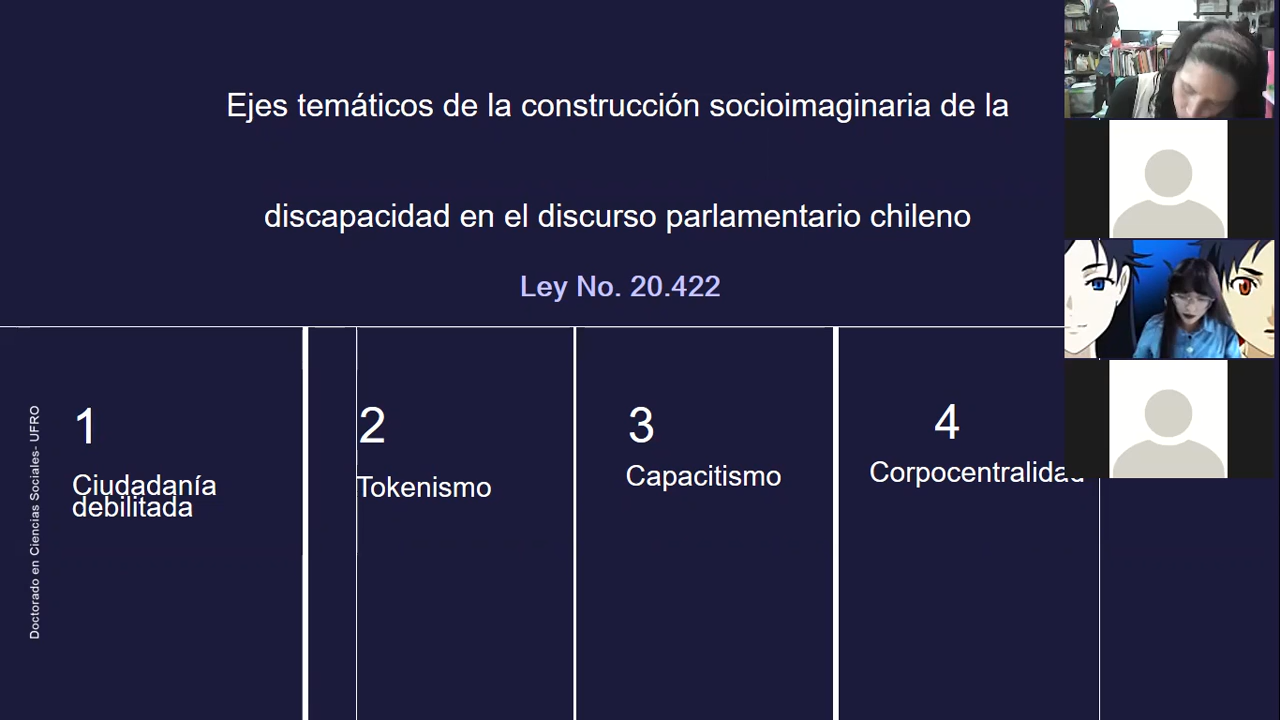 Ejes temáticos de la construcción socioimaginaria de la
discapacidad en el discurso parlamentario chileno
Ley No. 20.422
Doctorado en Ciencias Sociales- UFRO
1
Ciudadanía
debilitada
2
Tokenismo
3
Capacitismo
4
Corpocentralidad